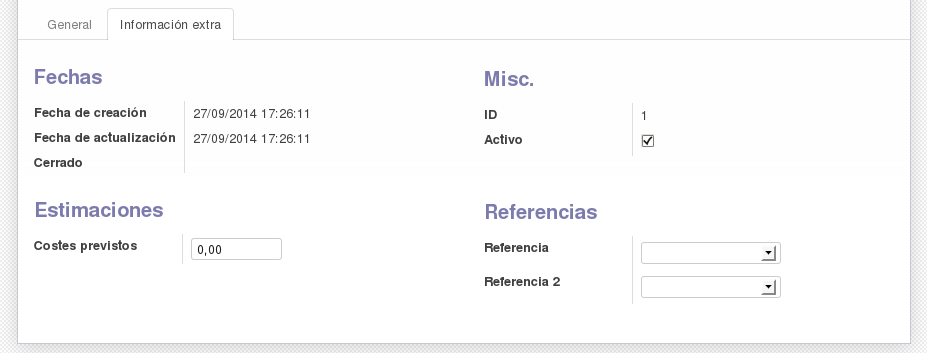 General
Información extra
Fechas
Fecha de creación 27/09/2014 17:26:11
Fecha de actualización 27/09/2014 17:26:11
Cerrado
Misc.
ID 1
Activo
Estimaciones
Costes previstos 0,00
Referencias
Referencia
Referencia 2